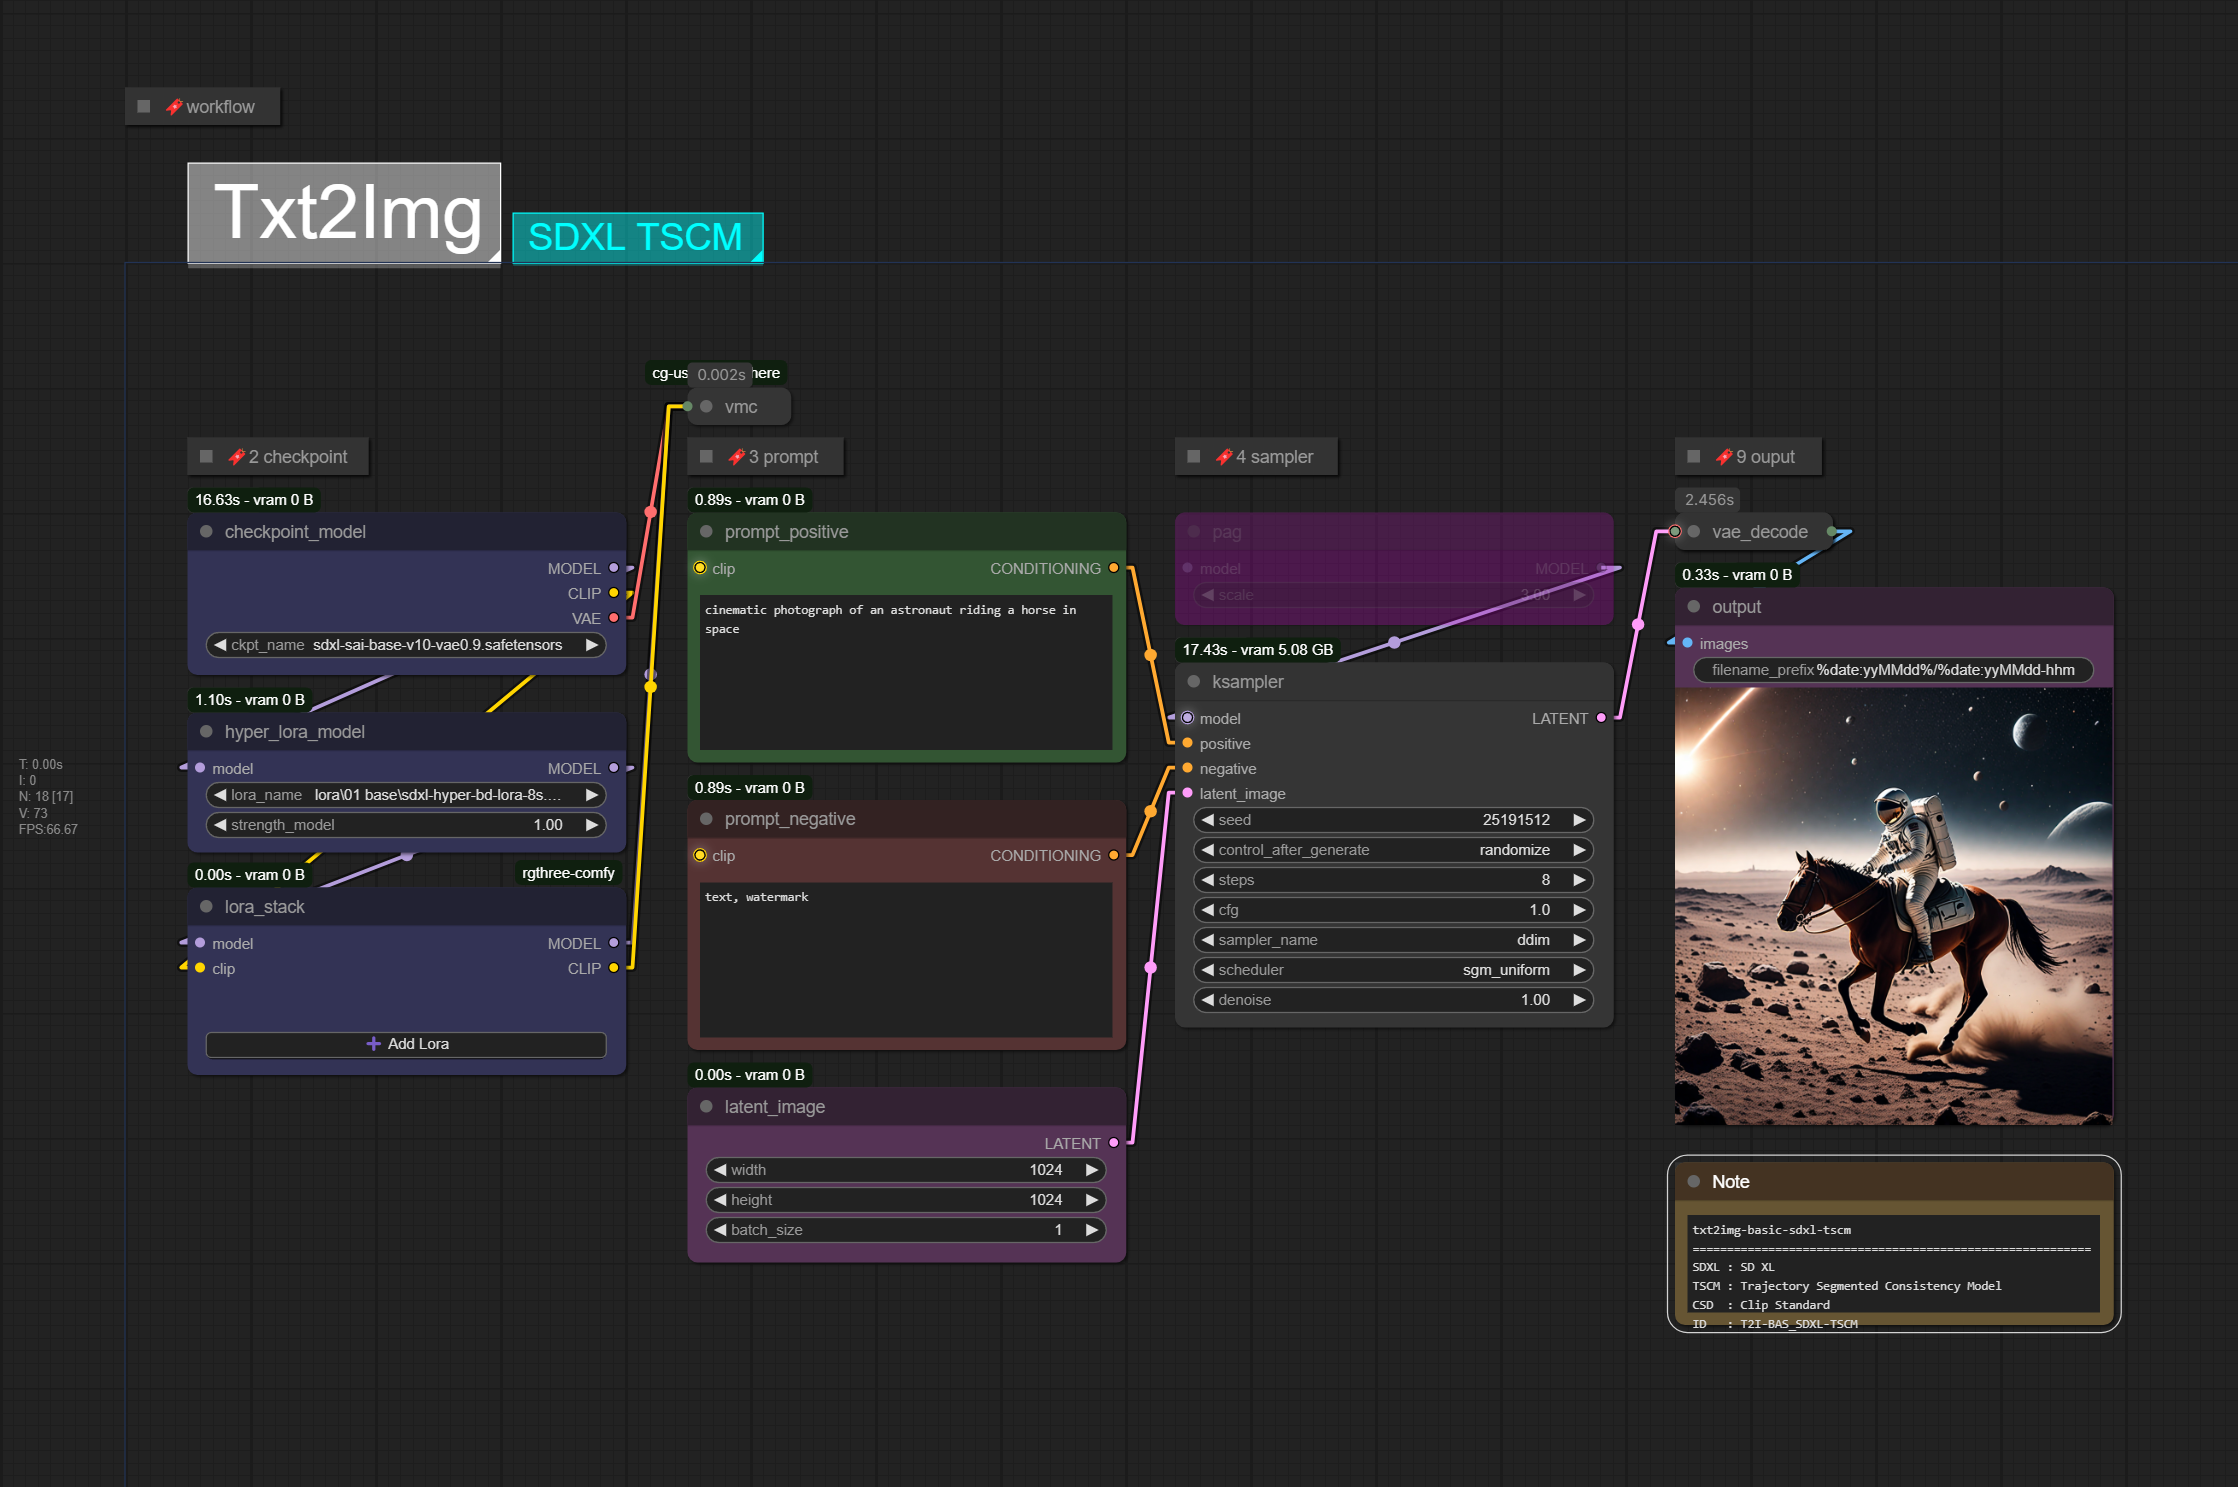 workflow
Txt2Img
SDXL TSCM
cg-us
0.002s
here
vmc
2 checkpoint
16.63s - vram 0 B
checkpoint_model
MODEL
CLIP
VAE
ckpt_name sdxl-sai-base-v10-vae0.9.safetensors
1.10s - vram 0 B
hyper_lora_model
model MODEL
lora_name lora\01 base\sdxl-hyper-bd-lora-8s....
strength_model 1.00
0.00s - vram 0 B
rgthree-comfy
lora_stack
model MODEL
clip CLIP
Add Lora
T: 0.00s
I: 0
N: 18 [17]
V: 73
FPS:66.67
3 prompt
0.89s - vram 0 B
prompt_positive
clip CONDITIONING
cinematic photograph of an astronaut riding a horse in
space
0.89s - vram 0 B
prompt_negative
clip CONDITIONING
text, watermark
0.00s - vram 0 B
latent_image
LATENT
width 1024
height 1024
batch_size 1
4 sampler
pag
model MODEL
scale 3.00
17.43s - vram 5.08 GB
ksampler
model LATENT
positive
negative
latent_image
seed 25191512
control_after_generate randomize
steps 8
cfg 1.0
sampler_name ddim
scheduler sgm_uniform
denoise 1.00
9 ouput
2.456s
vae_decode
0.33s - vram 0 B
output
images
filename_prefix %date:yyMMdd%/%date:yyMMdd-hhm
Note
txt2img-basic-sdxl-tscm
==========================================================
SDXL : SD XL
TSCM : Trajectory Segmented Consistency Model
CSD : Clip Standard
ID : T2I-BAS_SDXL-TSCM